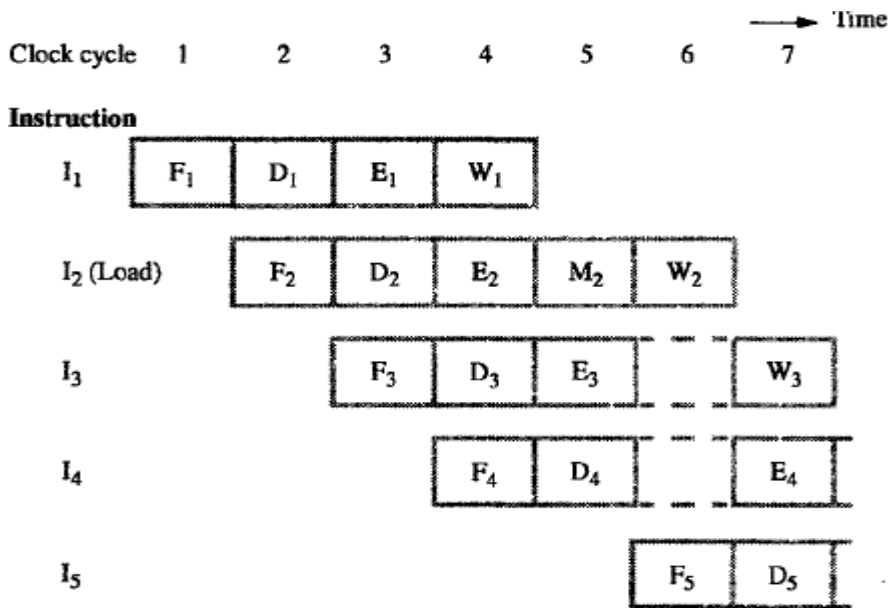 Time
Clock cycle 1 2 3 4 5 6 7
Instruction
I1 F1 D1 E1 W1
I2 (Load) F2 D2 E2 M2 W2
I3 F3 D3 E3 W3
I4 F4 D4 E4
I5 F5 D5